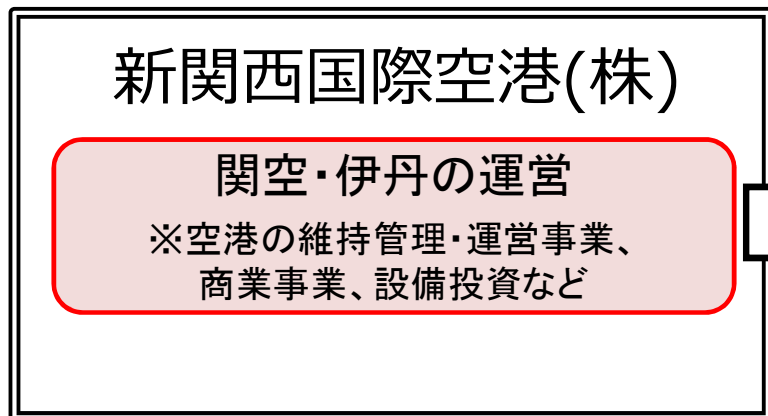 新関西国際空港(株)
関空・伊丹の運営
※空港の維持管理・運営事業、
商業事業、設備投資など